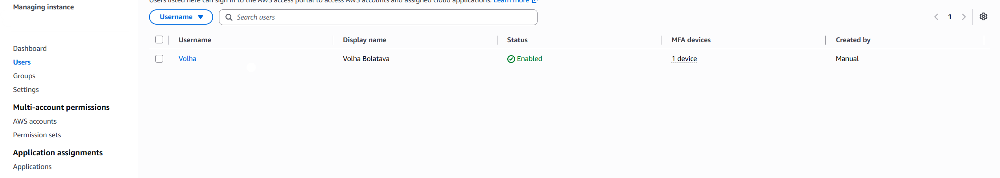 Managing instance
Users listed here can sign in to the AWS access portal to access AWS accounts and assigned cloud applications. Learn more
Username
Search users
1
Username Display name Status MFA devices Created by
Volha Volha Bolatava Enabled 1 device Manual
Dashboard
Users
Groups
Settings
Multi-account permissions
AWS accounts
Permission sets
Application assignments
Applications